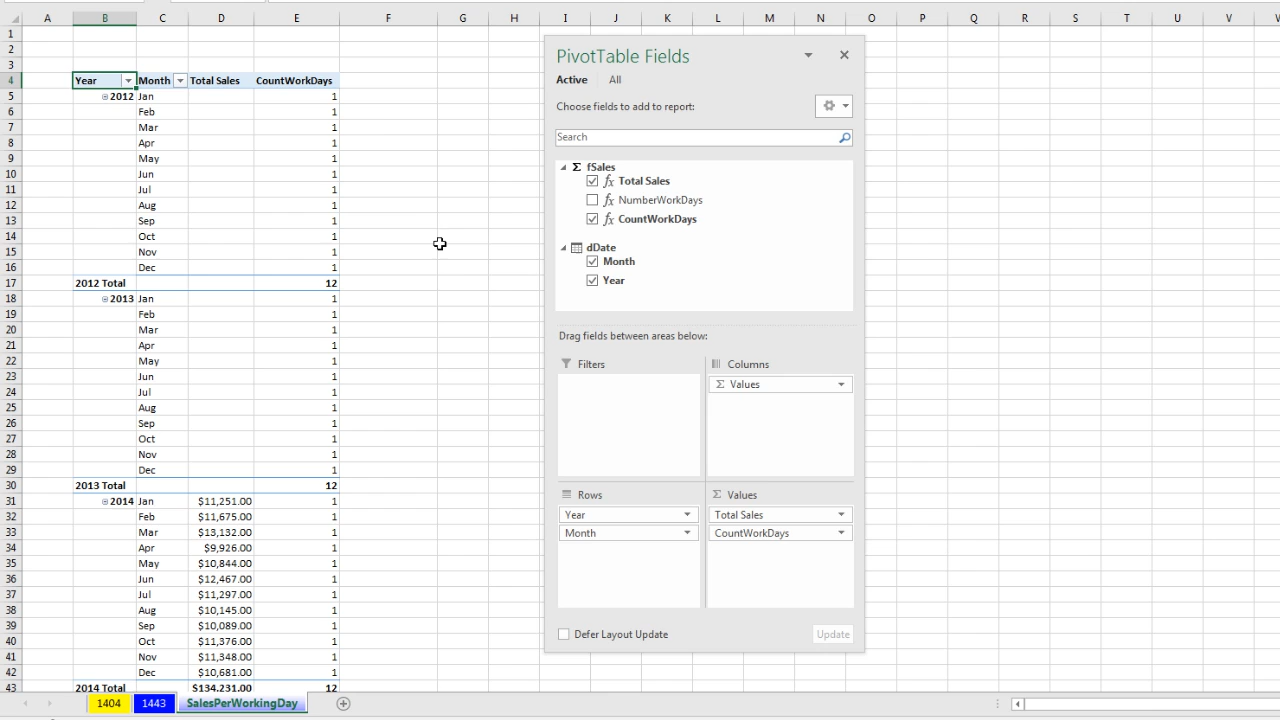 A B C D E F G H I J K L M N O P Q R S T U V
1
2
3
4 Year Month Total Sales CountWorkDays
5 2012 Jan 1
6 Feb 1
7 Mar 1
8 Apr 1
9 May 1
10 Jun 1
11 Jul 1
12 Aug 1
13 Sep 1
14 Oct 1
15 Nov 1
16 Dec 1
17 2012 Total 12
18 2013 Jan 1
19 Feb 1
20 Mar 1
21 Apr 1
22 May 1
23 Jun 1
24 Jul 1
25 Aug 1
26 Sep 1
27 Oct 1
28 Nov 1
29 Dec 1
30 2013 Total 12
31 2014 Jan $11,251.00 1
32 Feb $11,675.00 1
33 Mar $13,132.00 1
34 Apr $9,926.00 1
35 May $10,844.00 1
36 Jun $12,467.00 1
37 Jul $11,297.00 1
38 Aug $10,145.00 1
39 Sep $10,089.00 1
40 Oct $11,376.00 1
41 Nov $11,348.00 1
42 Dec $10,681.00 1
43 2014 Total $134,231.00 12
PivotTable Fields
Active All
Choose fields to add to report:
Search
Σ fSales
fx Total Sales
fx NumberWorkDays
fx CountWorkDays
dDate
Month
Year
Drag fields between areas below:
Filters
Columns
Σ Values
Rows
Year
Month
Σ Values
Total Sales
CountWorkDays
Defer Layout Update
Update
1404 1443 SalesPerWorkingDay